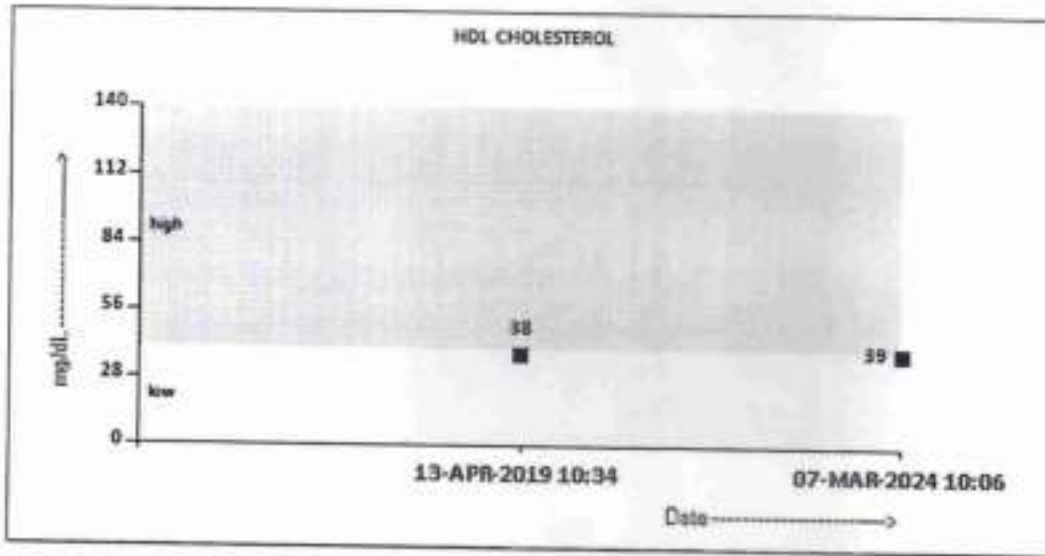 HDL CHOLESTEROL
140
112
high
84
56
38
39
28
low
0
mg/dL
13-APR-2019 10:34
07-MAR-2024 10:06
Date